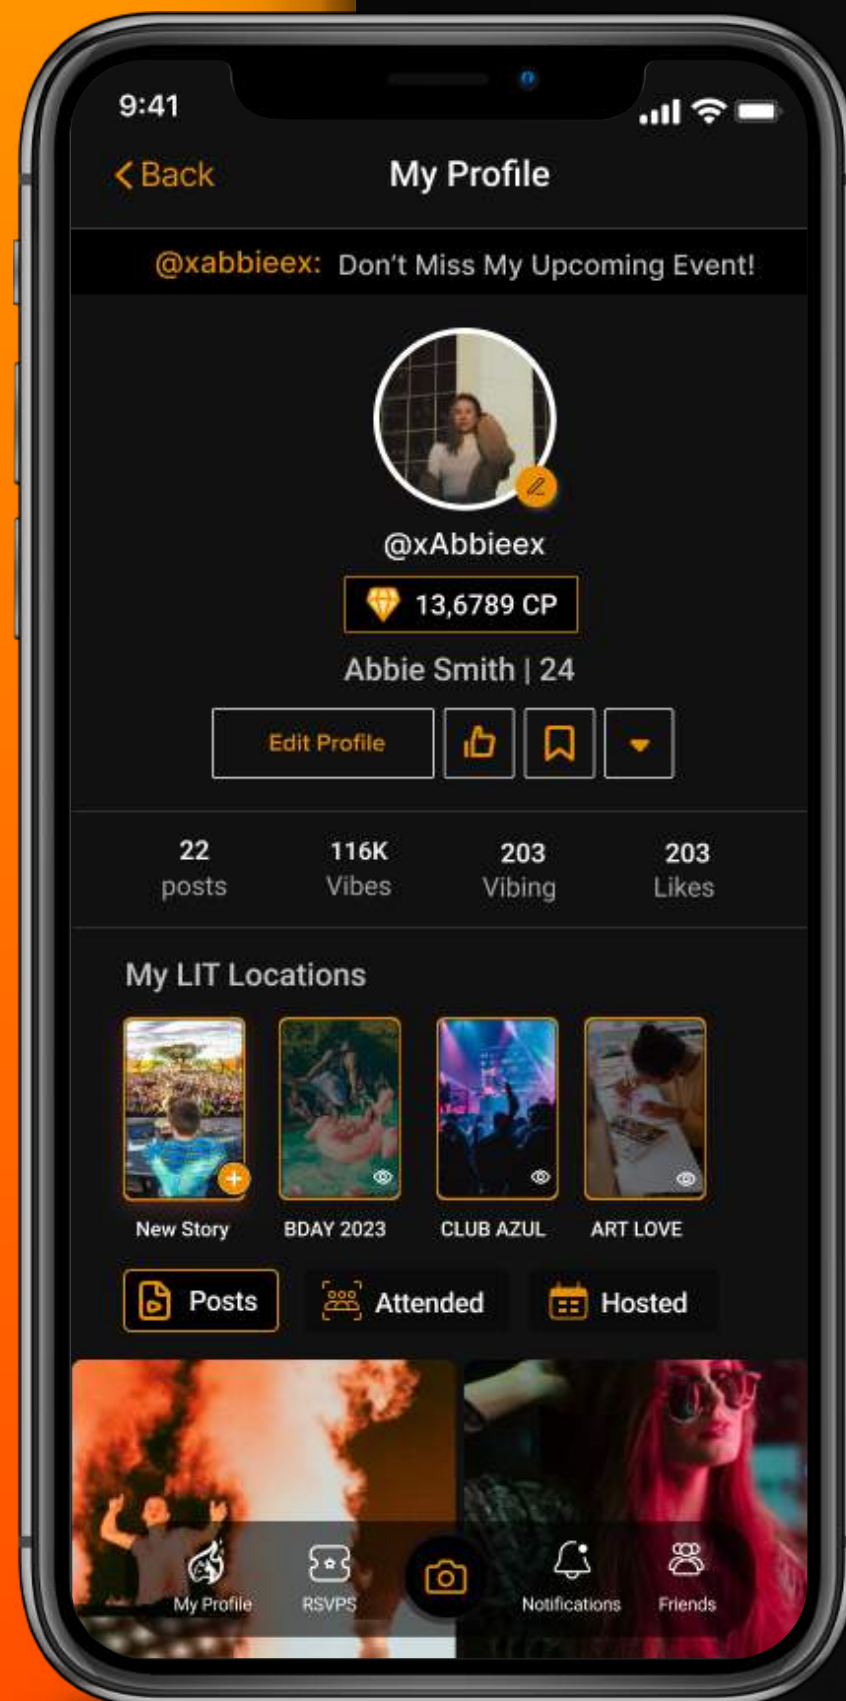 9:41
Back
My Profile
@xabbieex: Don't Miss My Upcoming Event!
@xAbbieex
13,6789 CP
Abbie Smith | 24
Edit Profile
22
posts
116K
Vibes
203
Vibing
203
Likes
My LIT Locations
New Story
BDAY 2023
CLUB AZUL
ART LOVE
Posts
Attended
Hosted
My Profile
RSVPS
Notifications
Friends